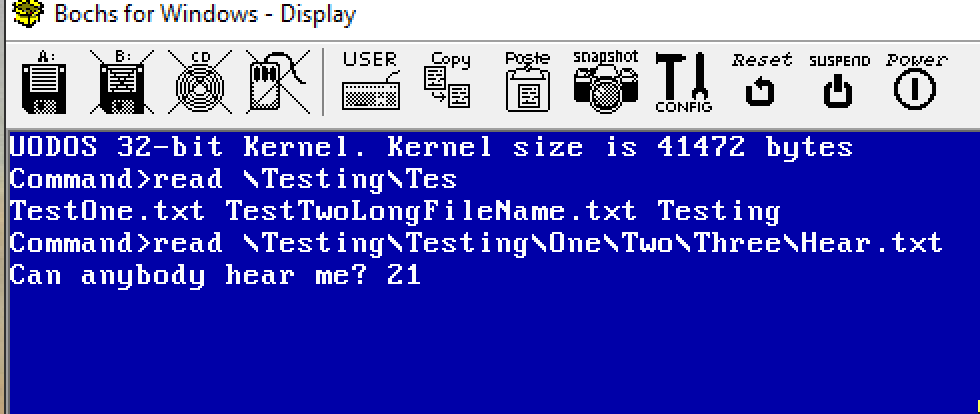 Bochs for Windows - Display
A: B: CD USER Copy Paste snapshot CONFIG Reset SUSPEND Power
UODOS 32-bit Kernel. Kernel size is 41472 bytes
Command>read \Testing\Tes
TestOne.txt TestTwoLongFileName.txt Testing
Command>read \Testing\Testing\One\Two\Three\Hear.txt
Can anybody hear me? 21